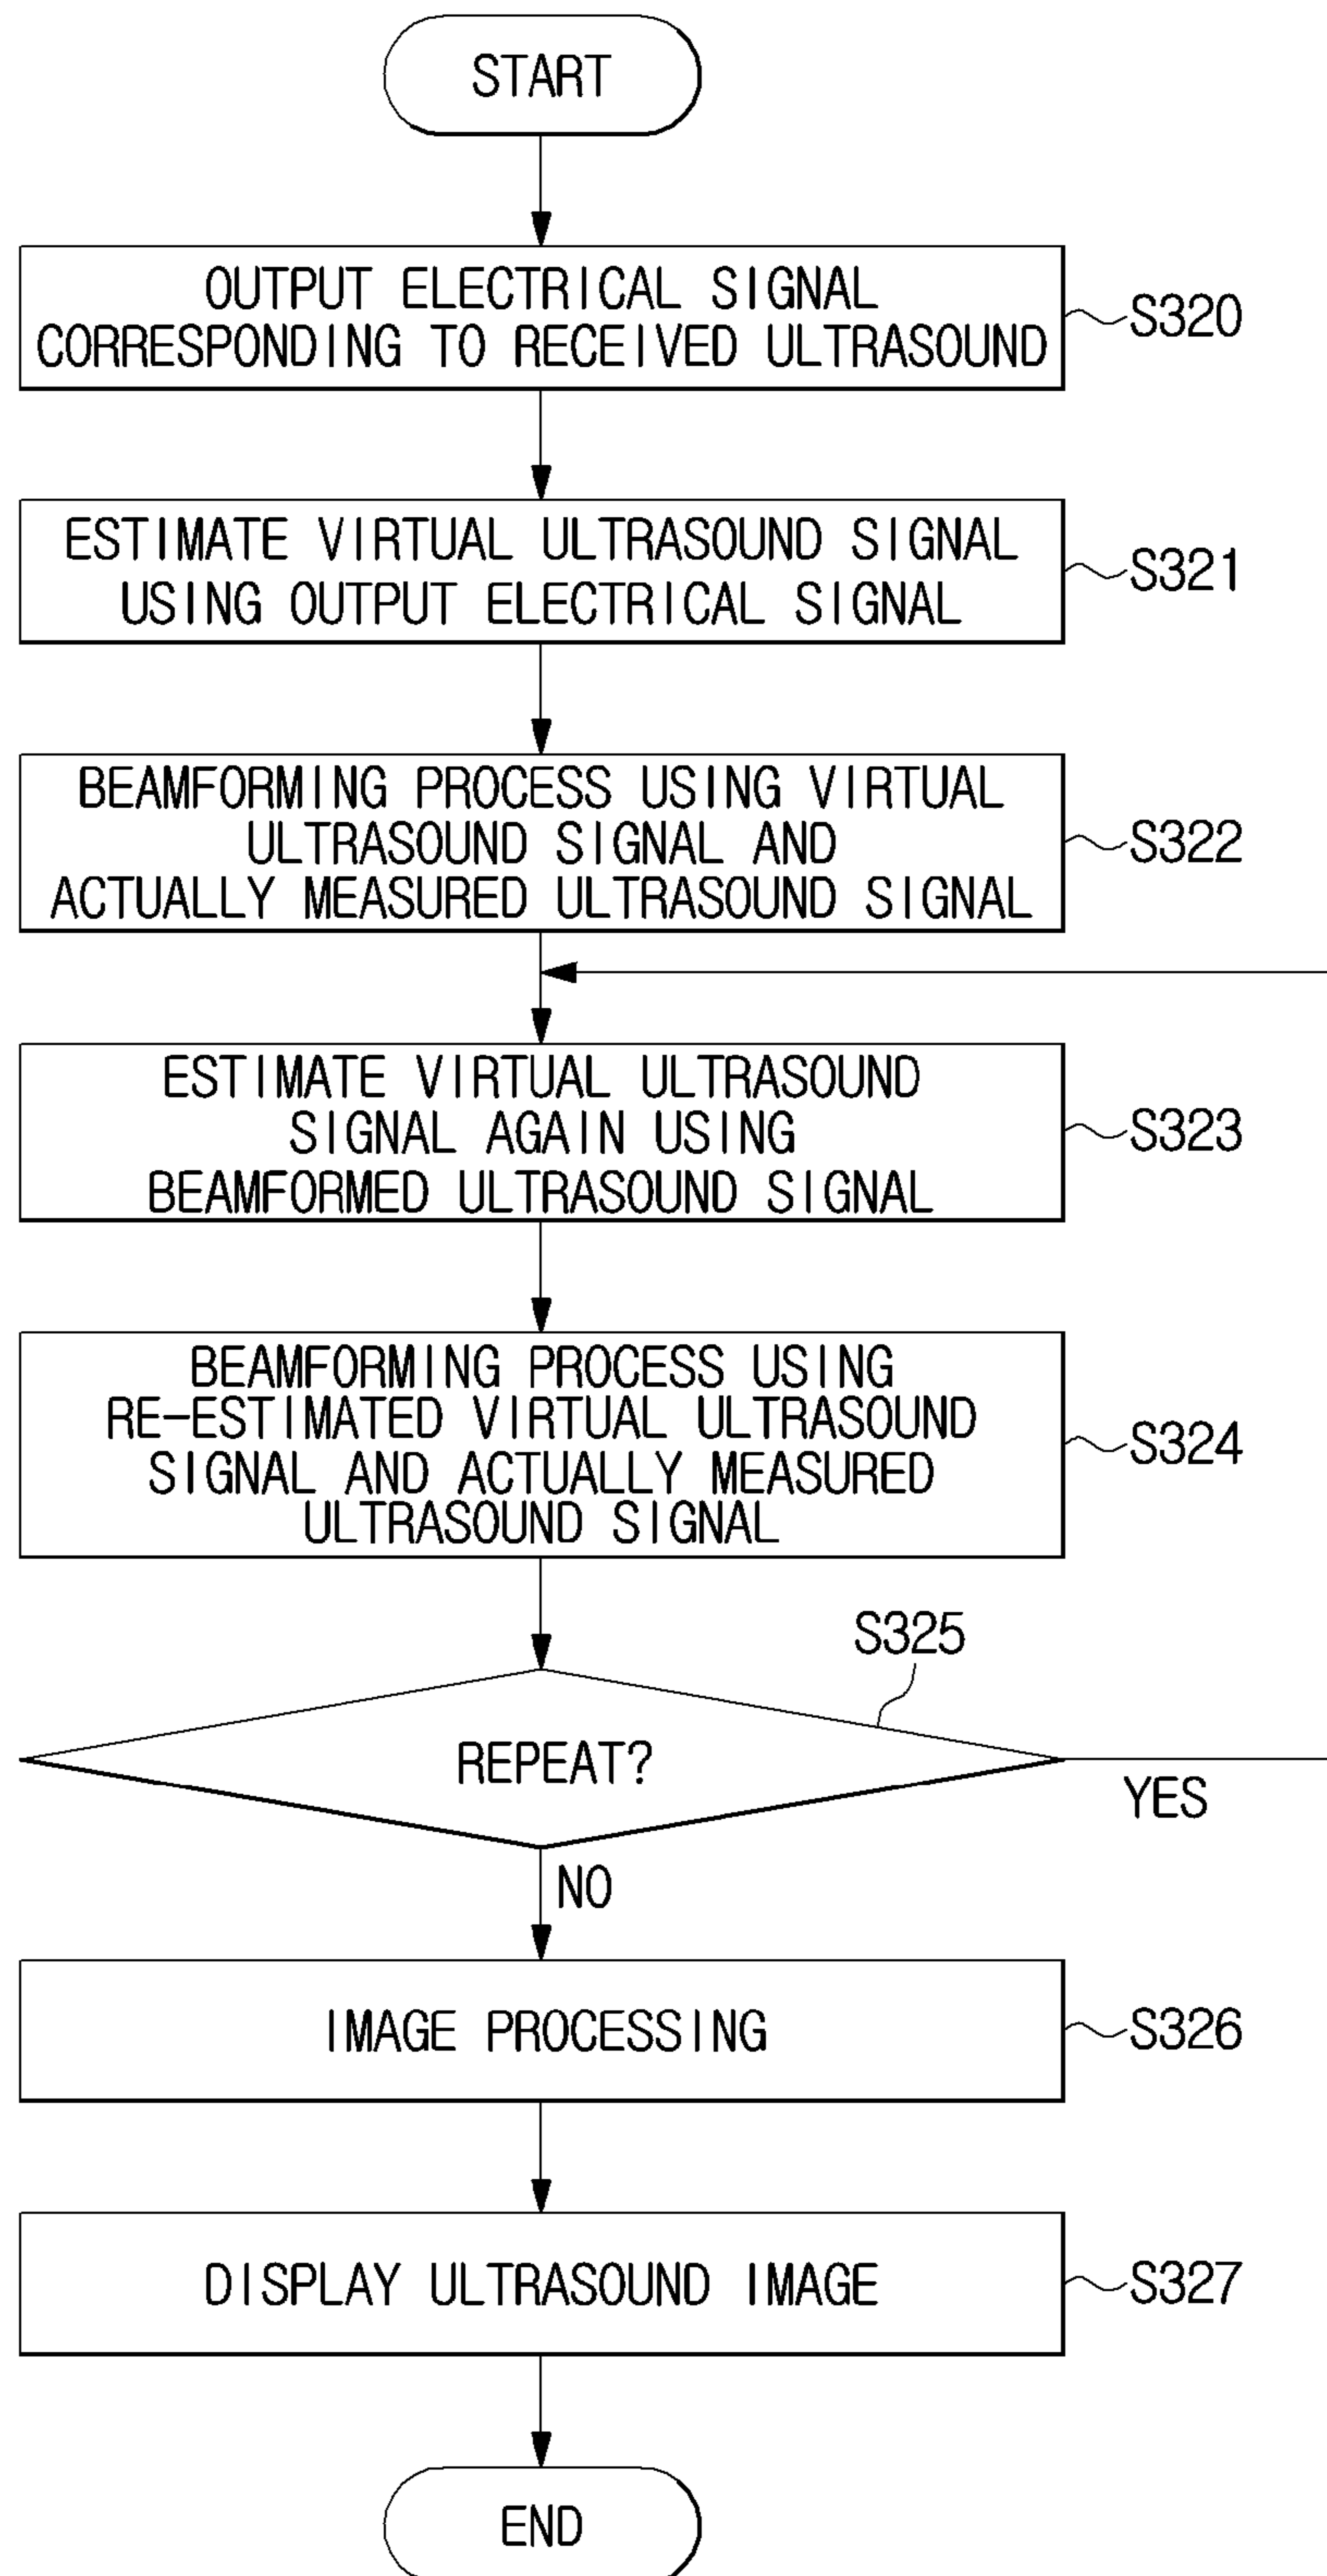 START
OUTPUT ELECTRICAL SIGNAL
CORRESPONDING TO RECEIVED ULTRASOUND
S320
ESTIMATE VIRTUAL ULTRASOUND SIGNAL
USING OUTPUT ELECTRICAL SIGNAL
S321
BEAMFORMING PROCESS USING VIRTUAL
ULTRASOUND SIGNAL AND
ACTUALLY MEASURED ULTRASOUND SIGNAL
S322
ESTIMATE VIRTUAL ULTRASOUND
SIGNAL AGAIN USING
BEAMFORMED ULTRASOUND SIGNAL
S323
BEAMFORMING PROCESS USING
RE-ESTIMATED VIRTUAL ULTRASOUND
SIGNAL AND ACTUALLY MEASURED
ULTRASOUND SIGNAL
S324
S325
REPEAT?
YES
NO
IMAGE PROCESSING
S326
DISPLAY ULTRASOUND IMAGE
S327
END